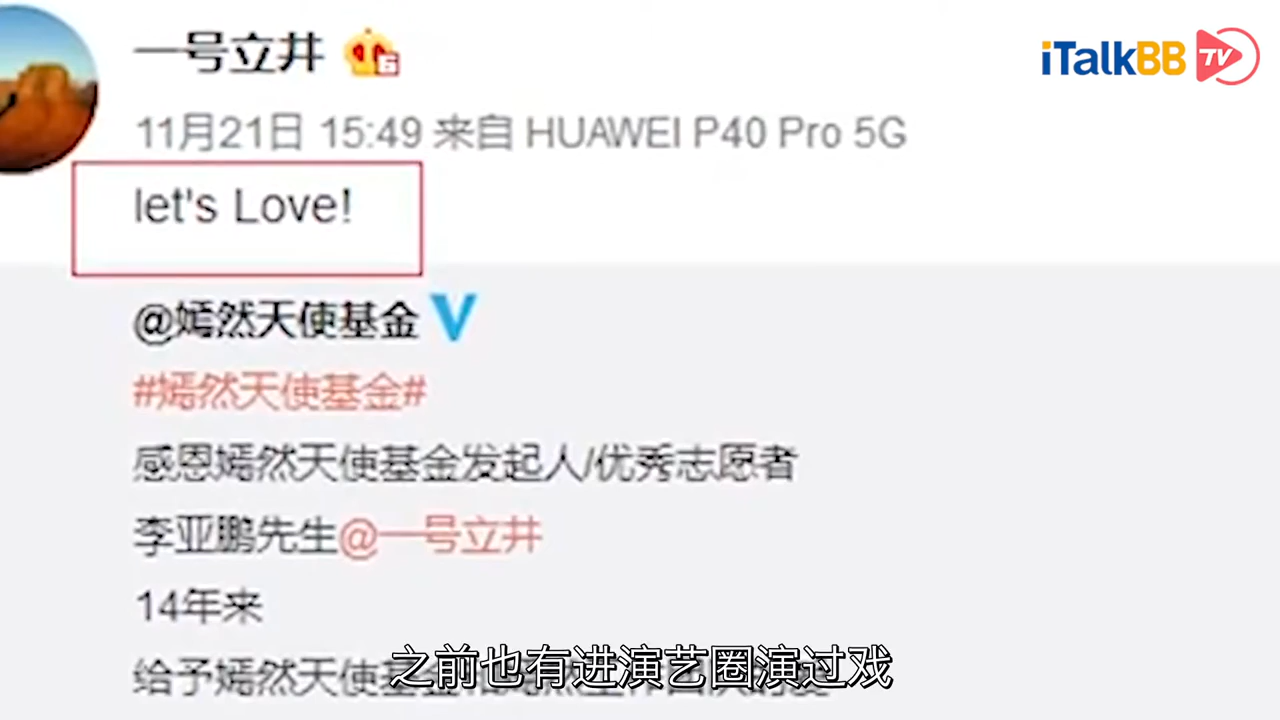 一号立井
iTalkBB TV
11月21日 15:49 来自 HUAWEI P40 Pro 5G
let's Love!
@嫣然天使基金
#嫣然天使基金#
感恩嫣然天使基金发起人/优秀志愿者
李亚鹏先生@一号立井
14年来
给予嫣然天使基金
之前也有进演艺圈演过戏